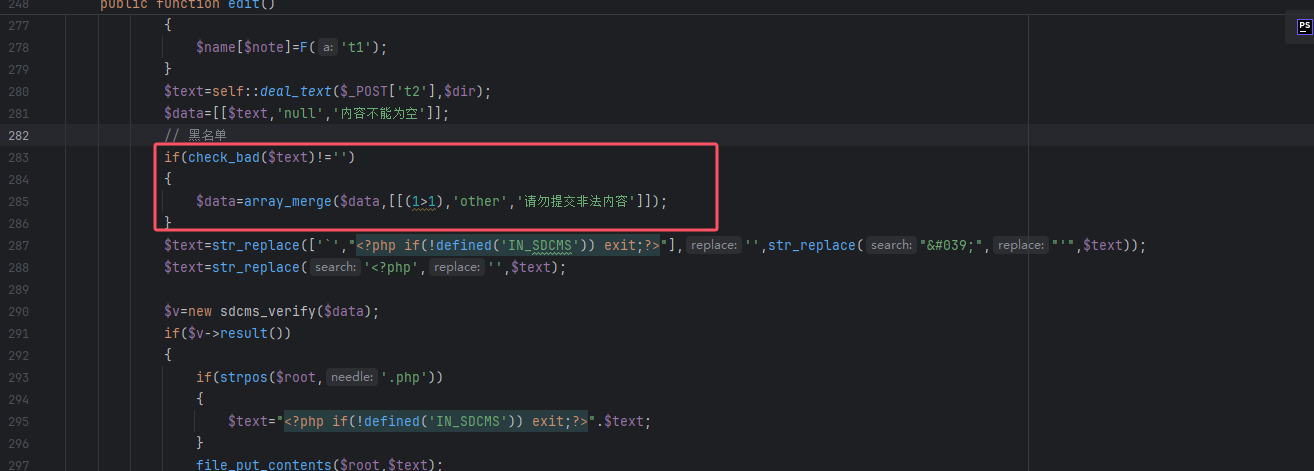 248 public function edit()
277 {
278 $name[$note]=F( a: 't1');
279 }
280 $text=self::deal_text($_POST['t2'],$dir);
281 $data=[[$text,'null','内容不能为空']];
282 // 黑名单
283 if(check_bad($text)!='')
284 {
285 $data=array_merge($data,[[(1>1),'other','请勿提交非法内容']]);
286 }
287 $text=str_replace(['`',"<?php if(!defined('IN_SDCMS')) exit;?>"], replace: '',str_replace( search: "&#039;", replace: "'",$text));
288 $text=str_replace( search: '<?php', replace: '',$text);
289
290 $v=new sdcms_verify($data);
291 if($v->result())
292 {
293 if(strpos($root, needle: '.php'))
294 {
295 $text="<?php if(!defined('IN_SDCMS')) exit;?>".$text;
296 }
297 file_put_contents($root,$text);
PS